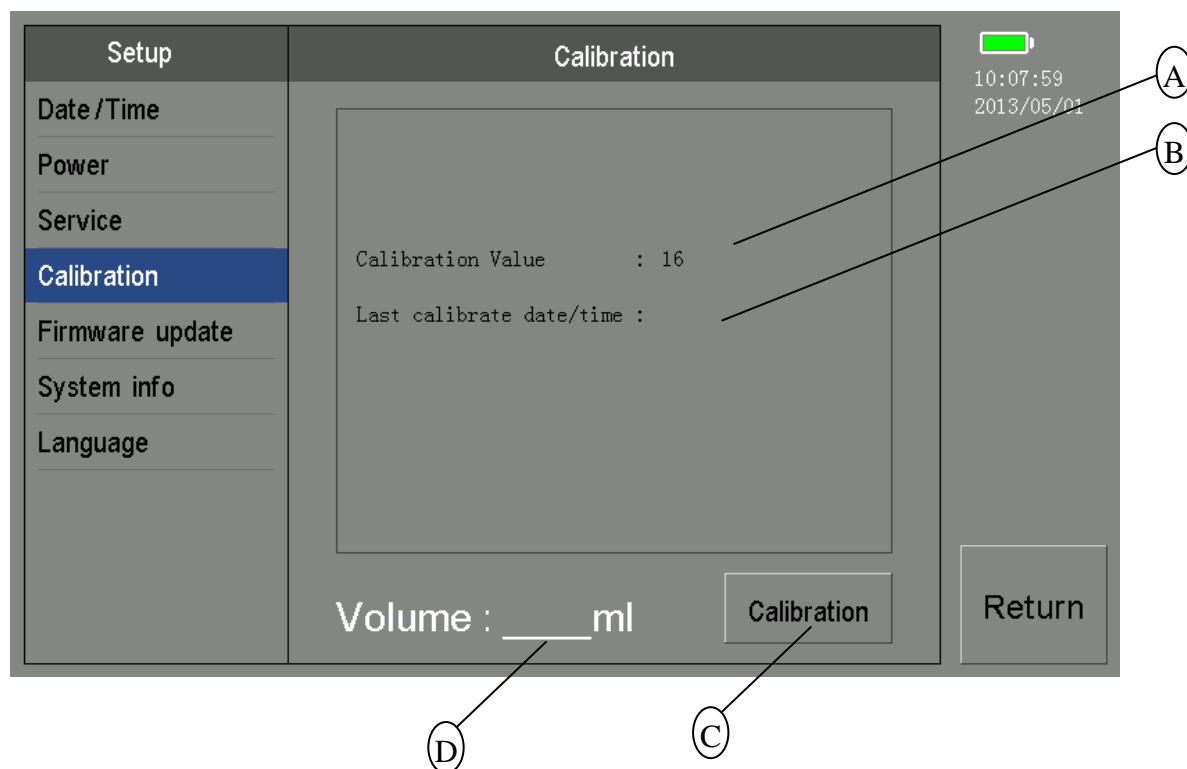 Setup
Date/Time
Power
Service
Calibration
Firmware update
System info
Language
Calibration
Calibration Value : 16
Last calibrate date/time :
Volume : ____ml
Calibration
10:07:59
2013/05/01
Return
A
B
C
D